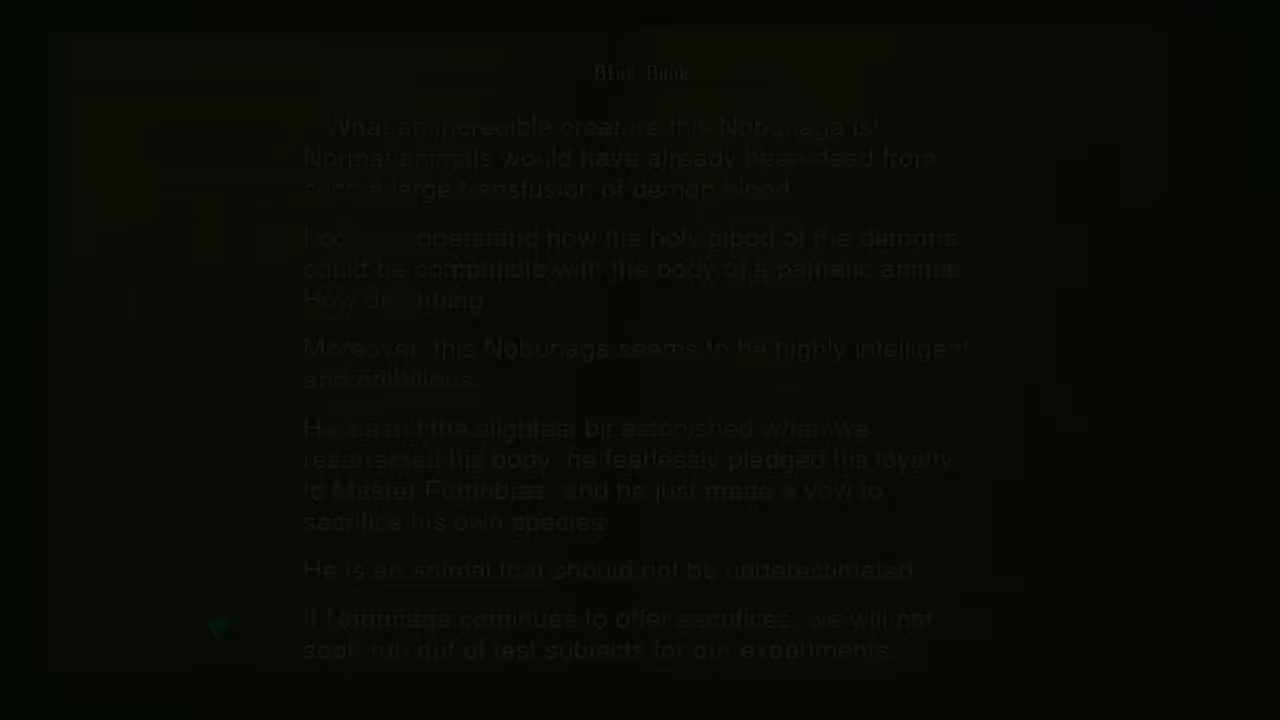 Blue Book
What an incredible creature this Nobunaga is!
Normal animals would have already been dead from
such a large transfusion of demon blood.
I understand how the holy blood of the demons
could be compatible with the body of a pathetic animal.
How disturbing.
Moreover, this Nobunaga seems to be highly intelligent
and ambitious.
He wasn't the slightest bit astonished when we
resurrected his body, he fearlessly pledged his loyalty
to Master Fortinbras, and he just made a vow to
sacrifice his own species.
He is an animal that should not be underestimated.
If Nobunaga continues to offer sacrifices, we will not
soon run out of test subjects for our experiments.